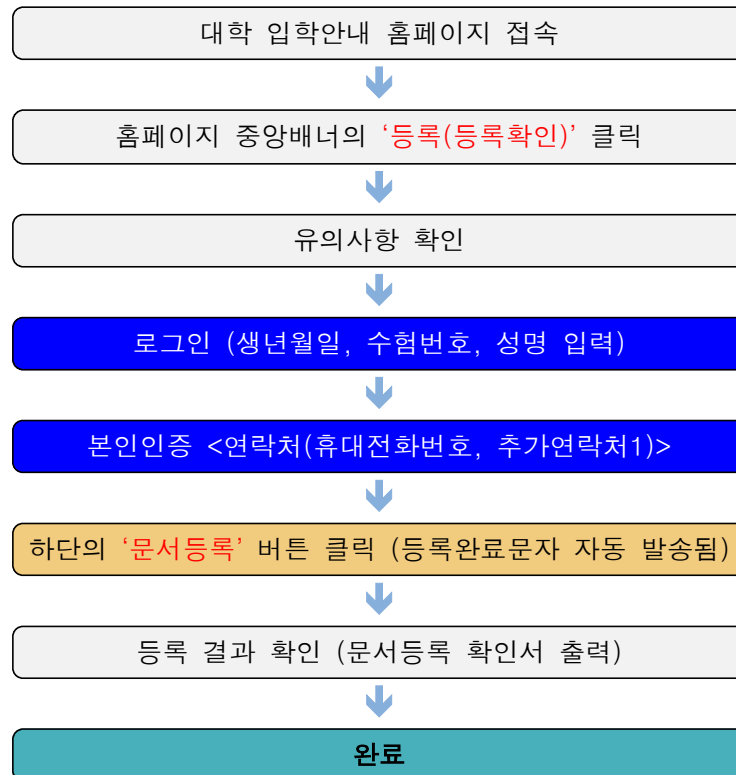 대학 입학안내 홈페이지 접속
홈페이지 중앙배너의 ‘등록(등록확인)’ 클릭
유의사항 확인
로그인 (생년월일, 수험번호, 성명 입력)
본인인증 <연락처(휴대전화번호, 추가연락처1)>
하단의 ‘문서등록’ 버튼 클릭 (등록완료문자 자동 발송됨)
등록 결과 확인 (문서등록 확인서 출력)
완료